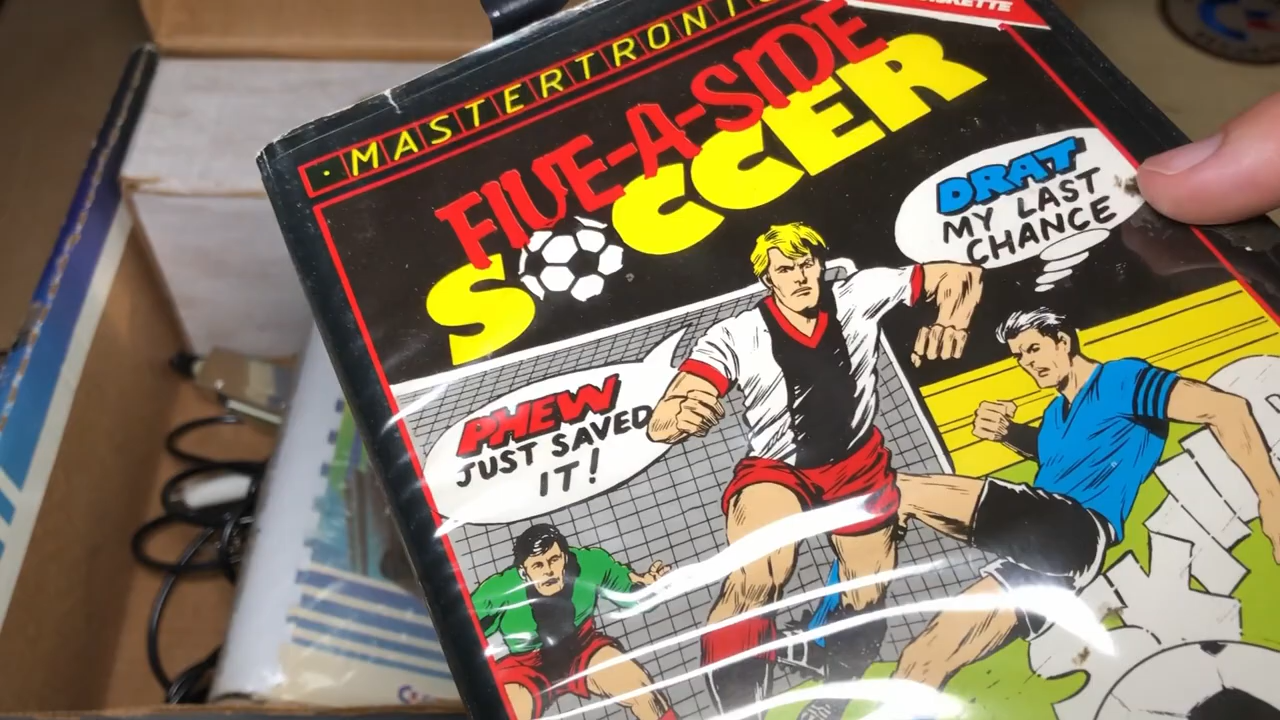 MASTERTRONIC
FIVE-A-SIDE
SOCCER
DRAT
MY LAST
CHANCE
PHEW
JUST SAVED
IT!